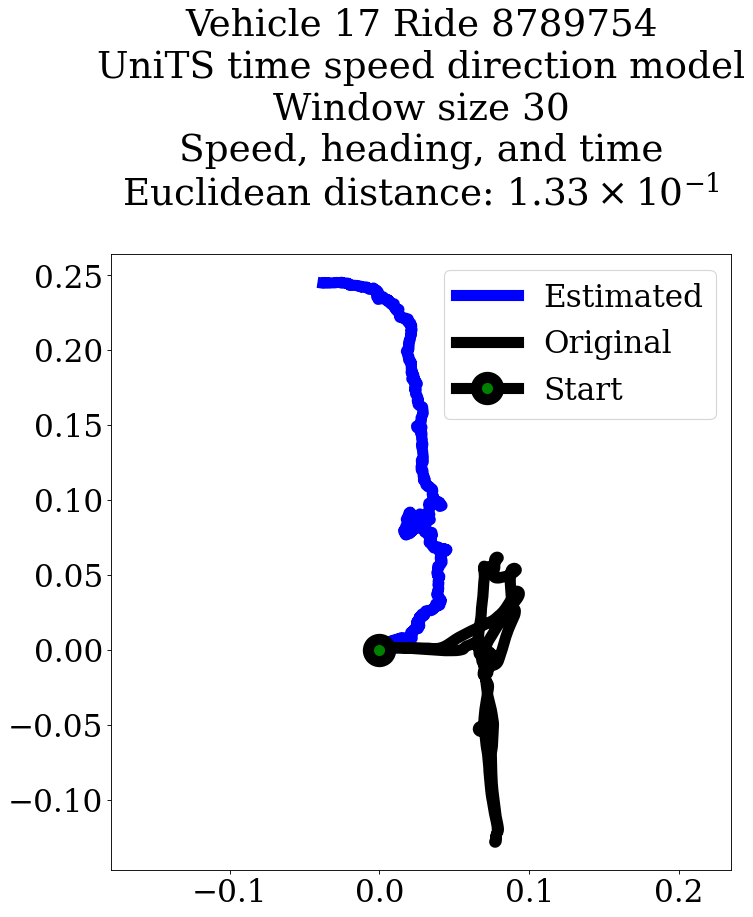 Vehicle 17 Ride 8789754
UniTS time speed direction model
Window size 30
Speed, heading, and time
Euclidean distance: 1.33 × 10⁻¹
Estimated
Original
Start
0.25
0.20
0.15
0.10
0.05
0.00
−0.05
−0.10
−0.1 0.0 0.1 0.2